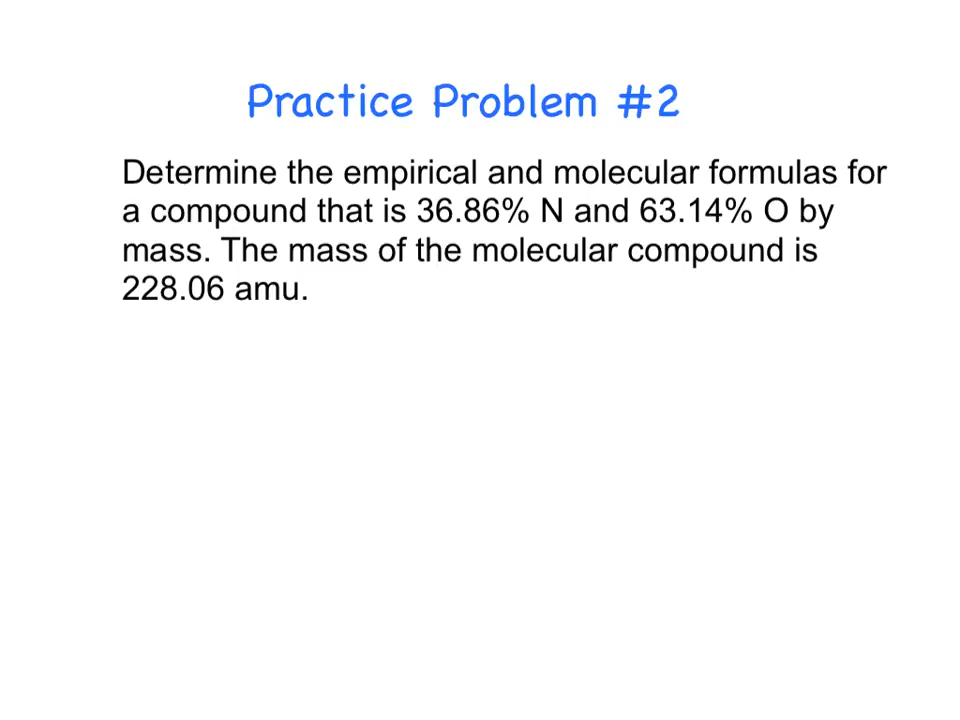 Practice Problem #2
Determine the empirical and molecular formulas for
a compound that is 36.86% N and 63.14% O by
mass. The mass of the molecular compound is
228.06 amu.